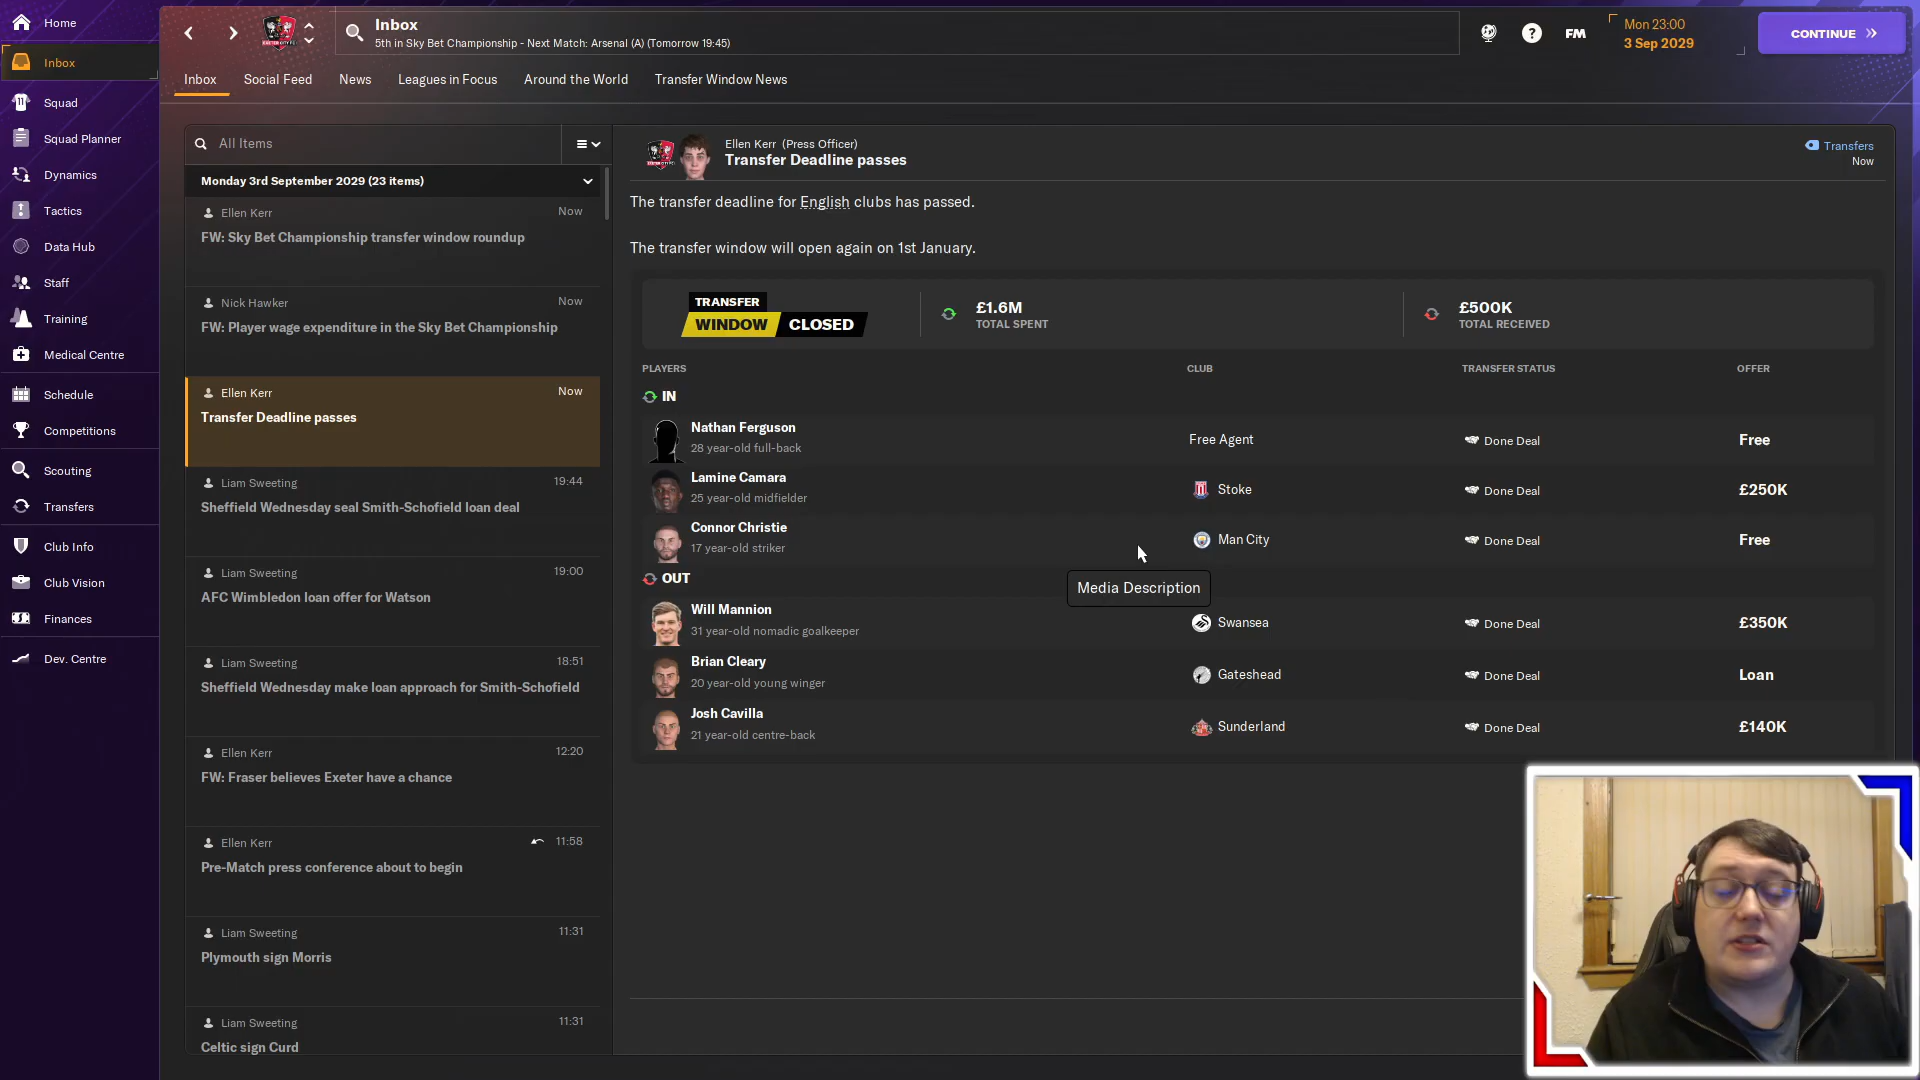 Home
Inbox
Squad
Squad Planner
Dynamics
Tactics
Data Hub
Staff
Training
Medical Centre
Schedule
Competitions
Scouting
Transfers
Club Info
Club Vision
Finances
Dev. Centre
Inbox
5th in Sky Bet Championship - Next Match: Arsenal (A) (Tomorrow 19:45)
FM
Mon 23:00
3 Sep 2029
CONTINUE
Inbox Social Feed News Leagues in Focus Around the World Transfer Window News
All Items
Monday 3rd September 2029 (23 items)
Ellen Kerr Now
FW: Sky Bet Championship transfer window roundup
Nick Hawker Now
FW: Player wage expenditure in the Sky Bet Championship
Ellen Kerr Now
Transfer Deadline passes
Liam Sweeting 19:44
Sheffield Wednesday seal Smith-Schofield loan deal
Liam Sweeting 19:00
AFC Wimbledon loan offer for Watson
Liam Sweeting 18:51
Sheffield Wednesday make loan approach for Smith-Schofield
Ellen Kerr 12:20
FW: Fraser believes Exeter have a chance
Ellen Kerr 11:58
Pre-Match press conference about to begin
Liam Sweeting 11:31
Plymouth sign Morris
Liam Sweeting 11:31
Celtic sign Curd
Ellen Kerr (Press Officer)
Transfer Deadline passes
Transfers
Now
The transfer deadline for English clubs has passed.
The transfer window will open again on 1st January.
TRANSFER
WINDOW CLOSED
£1.6M
TOTAL SPENT
£500K
TOTAL RECEIVED
PLAYERS CLUB TRANSFER STATUS OFFER
IN
Nathan Ferguson
28 year-old full-back
Free Agent Done Deal Free
Lamine Camara
25 year-old midfielder
Stoke Done Deal £250K
Connor Christie
17 year-old striker
Man City Done Deal Free
OUT
Media Description
Will Mannion
31 year-old nomadic goalkeeper
Swansea Done Deal £350K
Brian Cleary
20 year-old young winger
Gateshead Done Deal Loan
Josh Cavilla
21 year-old centre-back
Sunderland Done Deal £140K